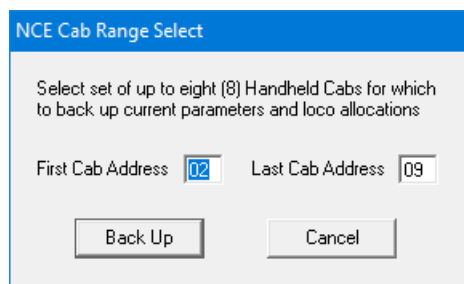 NCE Cab Range Select
Select set of up to eight (8) Handheld Cabs for which
to back up current parameters and loco allocations
First Cab Address 02 Last Cab Address 09
Back Up Cancel